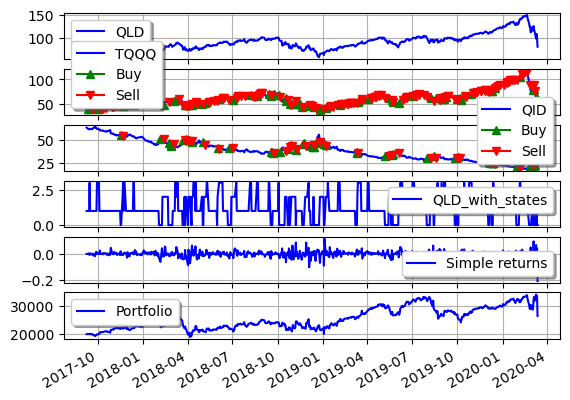 150
100
QLD
TQQQ
Buy
Sell
100
50
QID
Buy
Sell
50
25
2.5
0.0
QLD_with_states
0.0
−0.2
Simple returns
30000
20000
Portfolio
2017-10
2018-01
2018-04
2018-07
2018-10
2019-01
2019-04
2019-07
2019-10
2020-01
2020-04